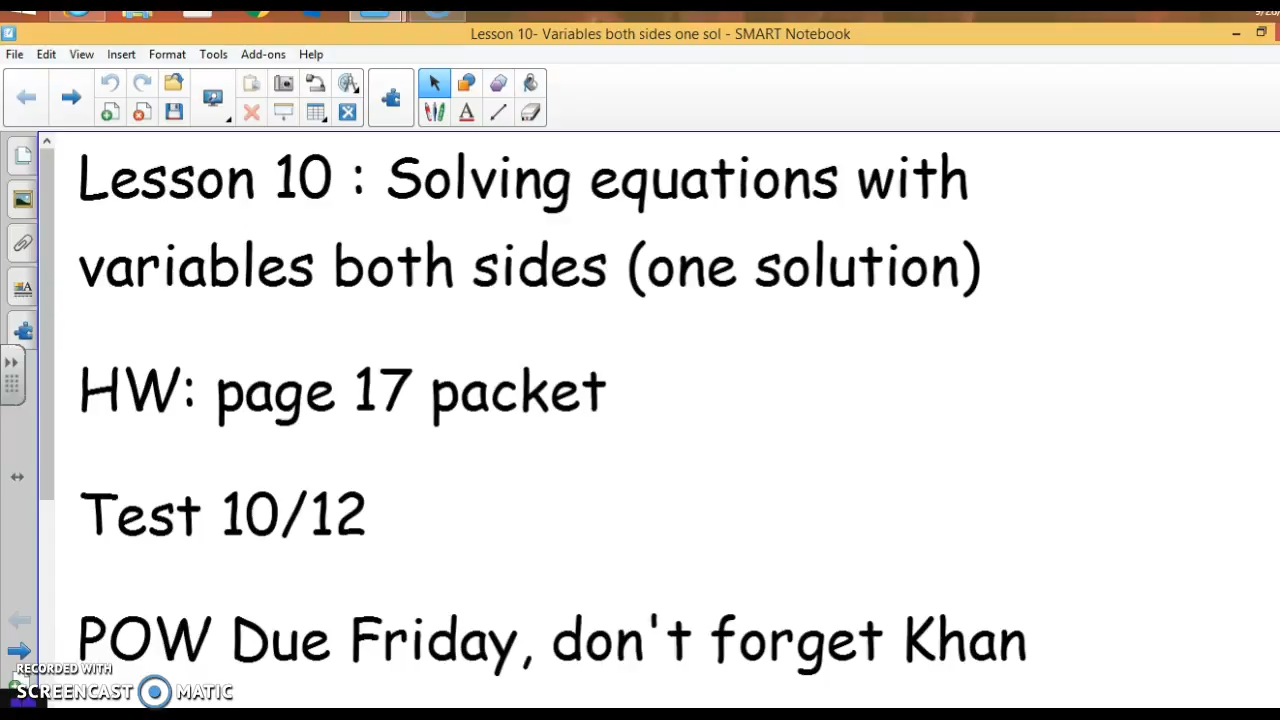 9/28/
Lesson 10- Variables both sides one sol - SMART Notebook
File Edit View Insert Format Tools Add-ons Help
Lesson 10 : Solving equations with
variables both sides (one solution)
HW: page 17 packet
Test 10/12
POW Due Friday, don't forget Khan
RECORDED WITH
SCREENCAST MATIC